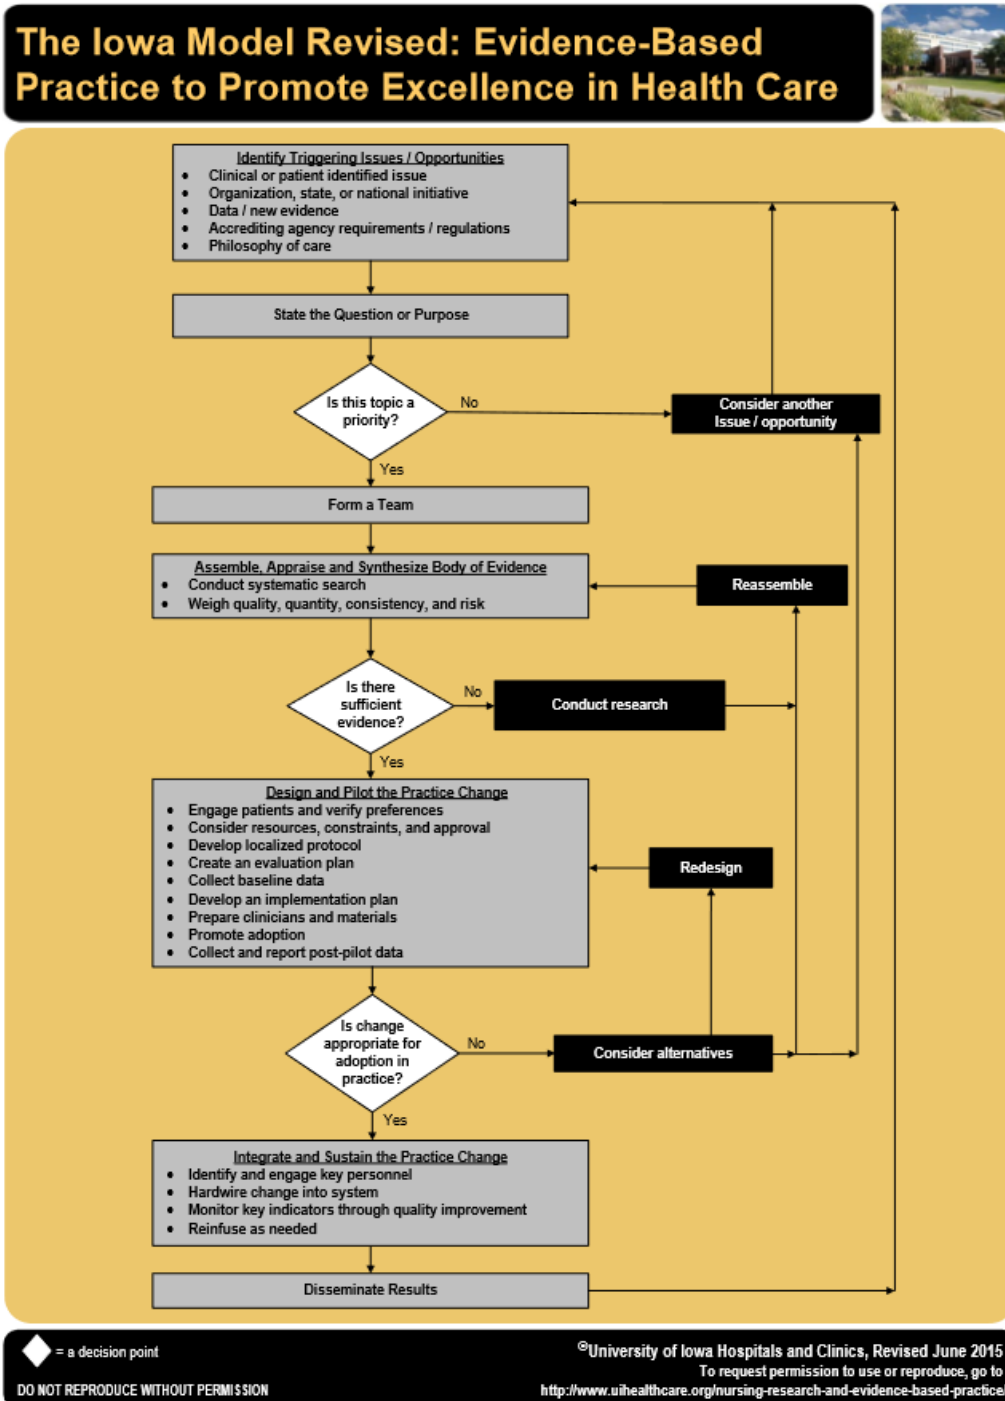 The Iowa Model Revised: Evidence-Based
Practice to Promote Excellence in Health Care
Identify Triggering Issues / Opportunities
• Clinical or patient identified issue
• Organization, state, or national initiative
• Data / new evidence
• Accrediting agency requirements / regulations
• Philosophy of care
State the Question or Purpose
Is this topic a
priority?
No
Consider another
Issue / opportunity
Yes
Form a Team
Assemble, Appraise and Synthesize Body of Evidence
• Conduct systematic search
• Weigh quality, quantity, consistency, and risk
Reassemble
Is there
sufficient
evidence?
No
Conduct research
Yes
Design and Pilot the Practice Change
• Engage patients and verify preferences
• Consider resources, constraints, and approval
• Develop localized protocol
• Create an evaluation plan
• Collect baseline data
• Develop an implementation plan
• Prepare clinicians and materials
• Promote adoption
• Collect and report post-pilot data
Redesign
Is change
appropriate for
adoption in
practice?
No
Consider alternatives
Yes
Integrate and Sustain the Practice Change
• Identify and engage key personnel
• Hardwire change into system
• Monitor key indicators through quality improvement
• Reinfuse as needed
Disseminate Results
= a decision point
DO NOT REPRODUCE WITHOUT PERMISSION
©University of Iowa Hospitals and Clinics, Revised June 2015
To request permission to use or reproduce, go to
http://www.uihealthcare.org/nursing-research-and-evidence-based-practice/